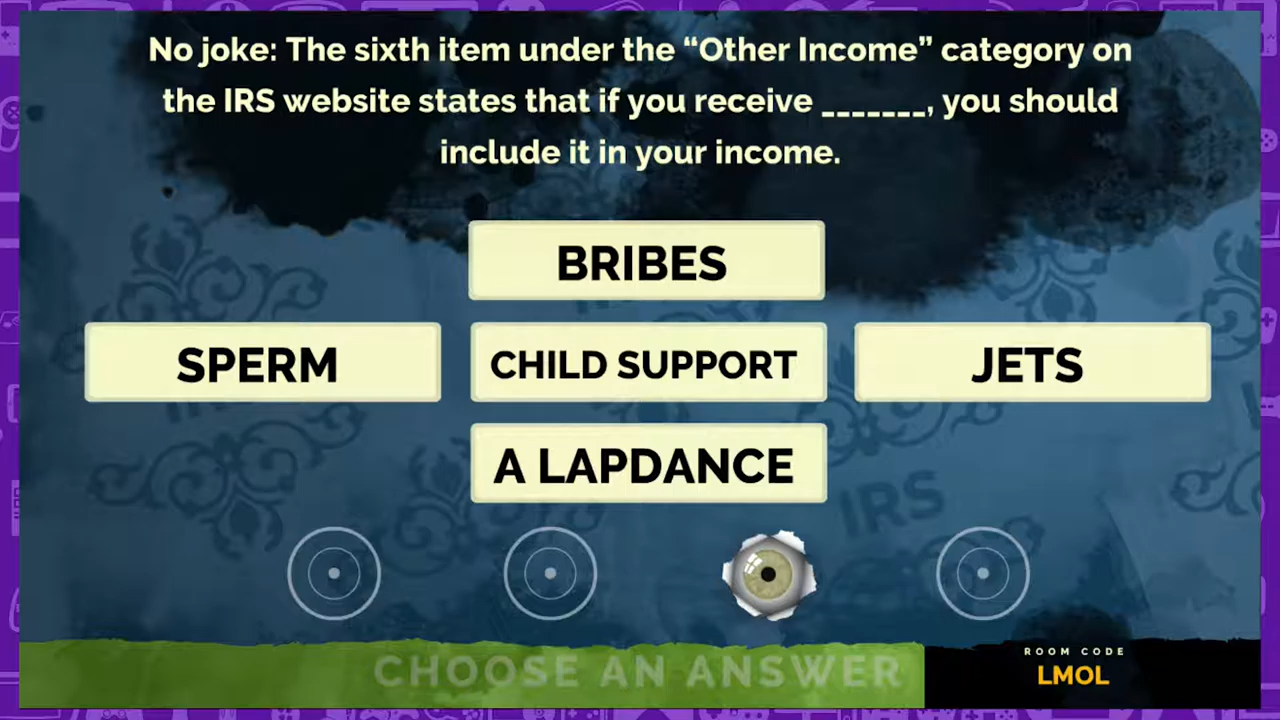 No joke: The sixth item under the “Other Income” category on
the IRS website states that if you receive _______, you should
include it in your income.
BRIBES
SPERM
CHILD SUPPORT
JETS
A LAPDANCE
IRS
CHOOSE AN ANSWER
ROOM CODE
LMOL